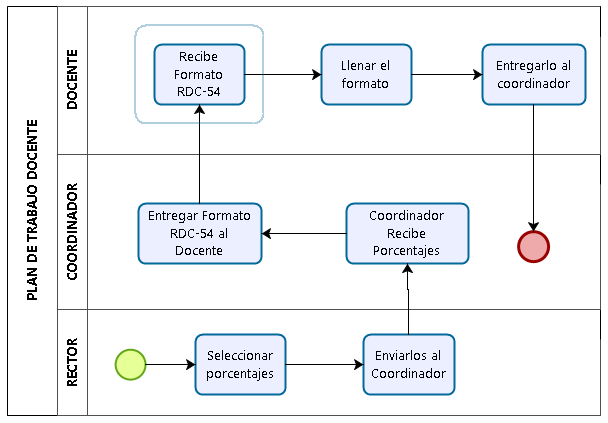 PLAN DE TRABAJO DOCENTE
DOCENTE
Recibe
Formato
RDC-54
Llenar el
formato
Entregarlo al
coordinador
COORDINADOR
Entregar Formato
RDC-54 al
Docente
Coordinador
Recibe
Porcentajes
RECTOR
Seleccionar
porcentajes
Enviarlos al
Coordinador